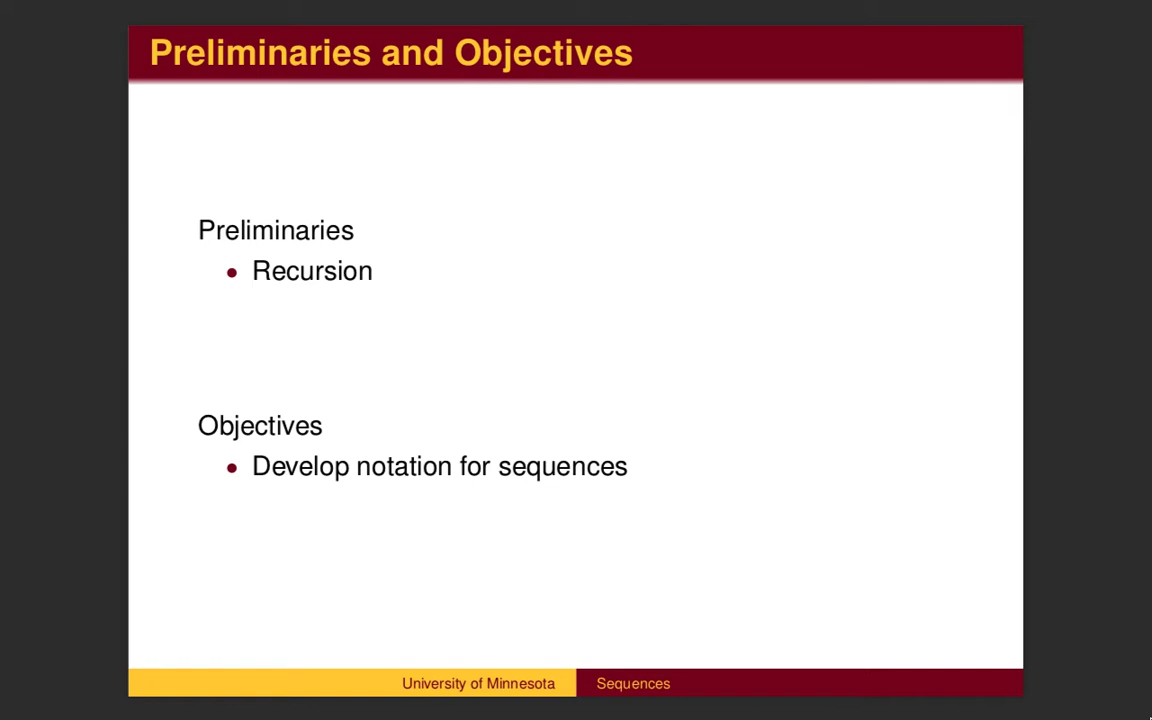 Preliminaries and Objectives
Preliminaries
• Recursion
Objectives
• Develop notation for sequences
University of Minnesota Sequences